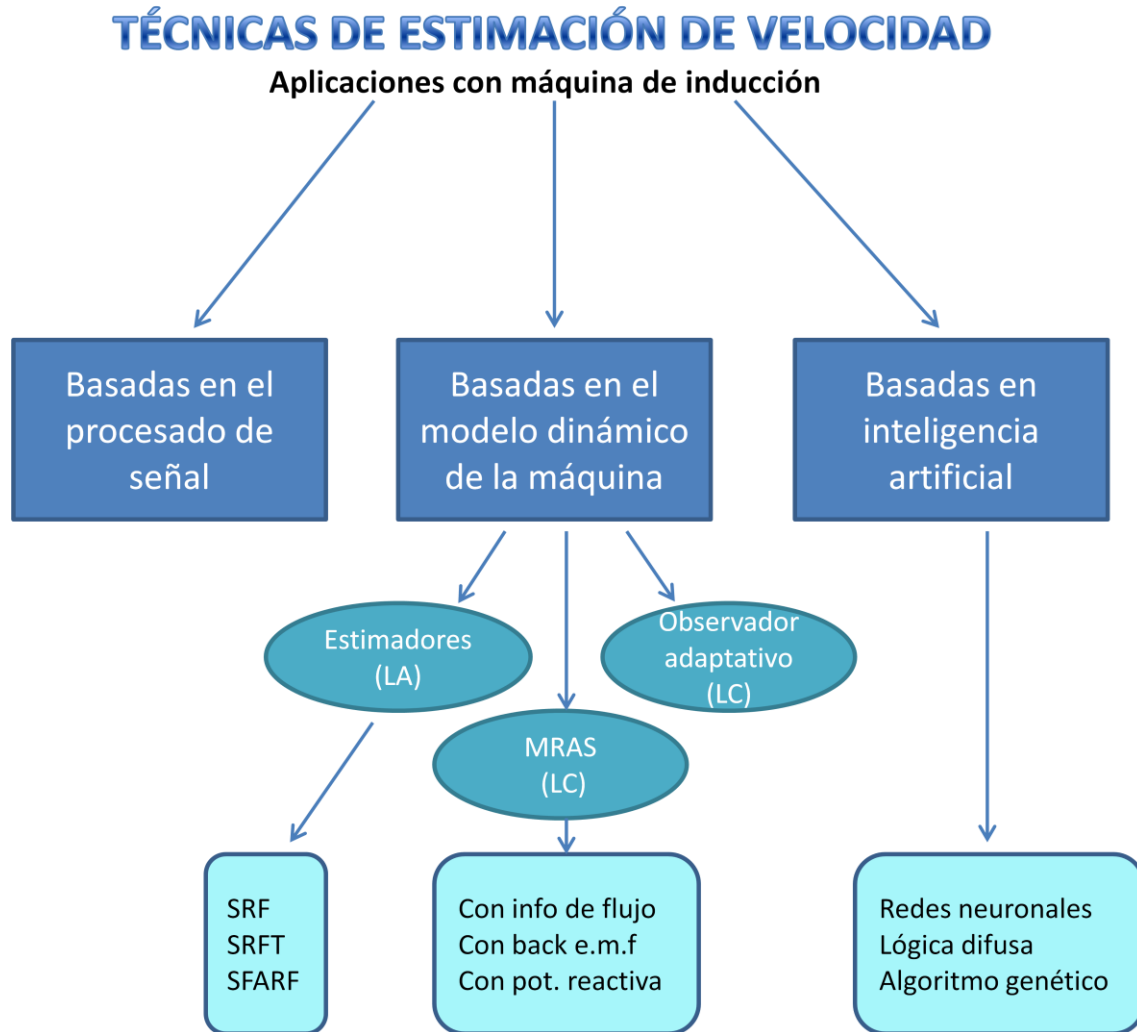 TÉCNICAS DE ESTIMACIÓN DE VELOCIDAD
Aplicaciones con máquina de inducción
Basadas en el
procesado de
señal
Basadas en el
modelo dinámico
de la máquina
Basadas en
inteligencia
artificial
Estimadores
(LA)
Observador
adaptativo
(LC)
MRAS
(LC)
SRF
SRFT
SFARF
Con info de flujo
Con back e.m.f
Con pot. reactiva
Redes neuronales
Lógica difusa
Algoritmo genético